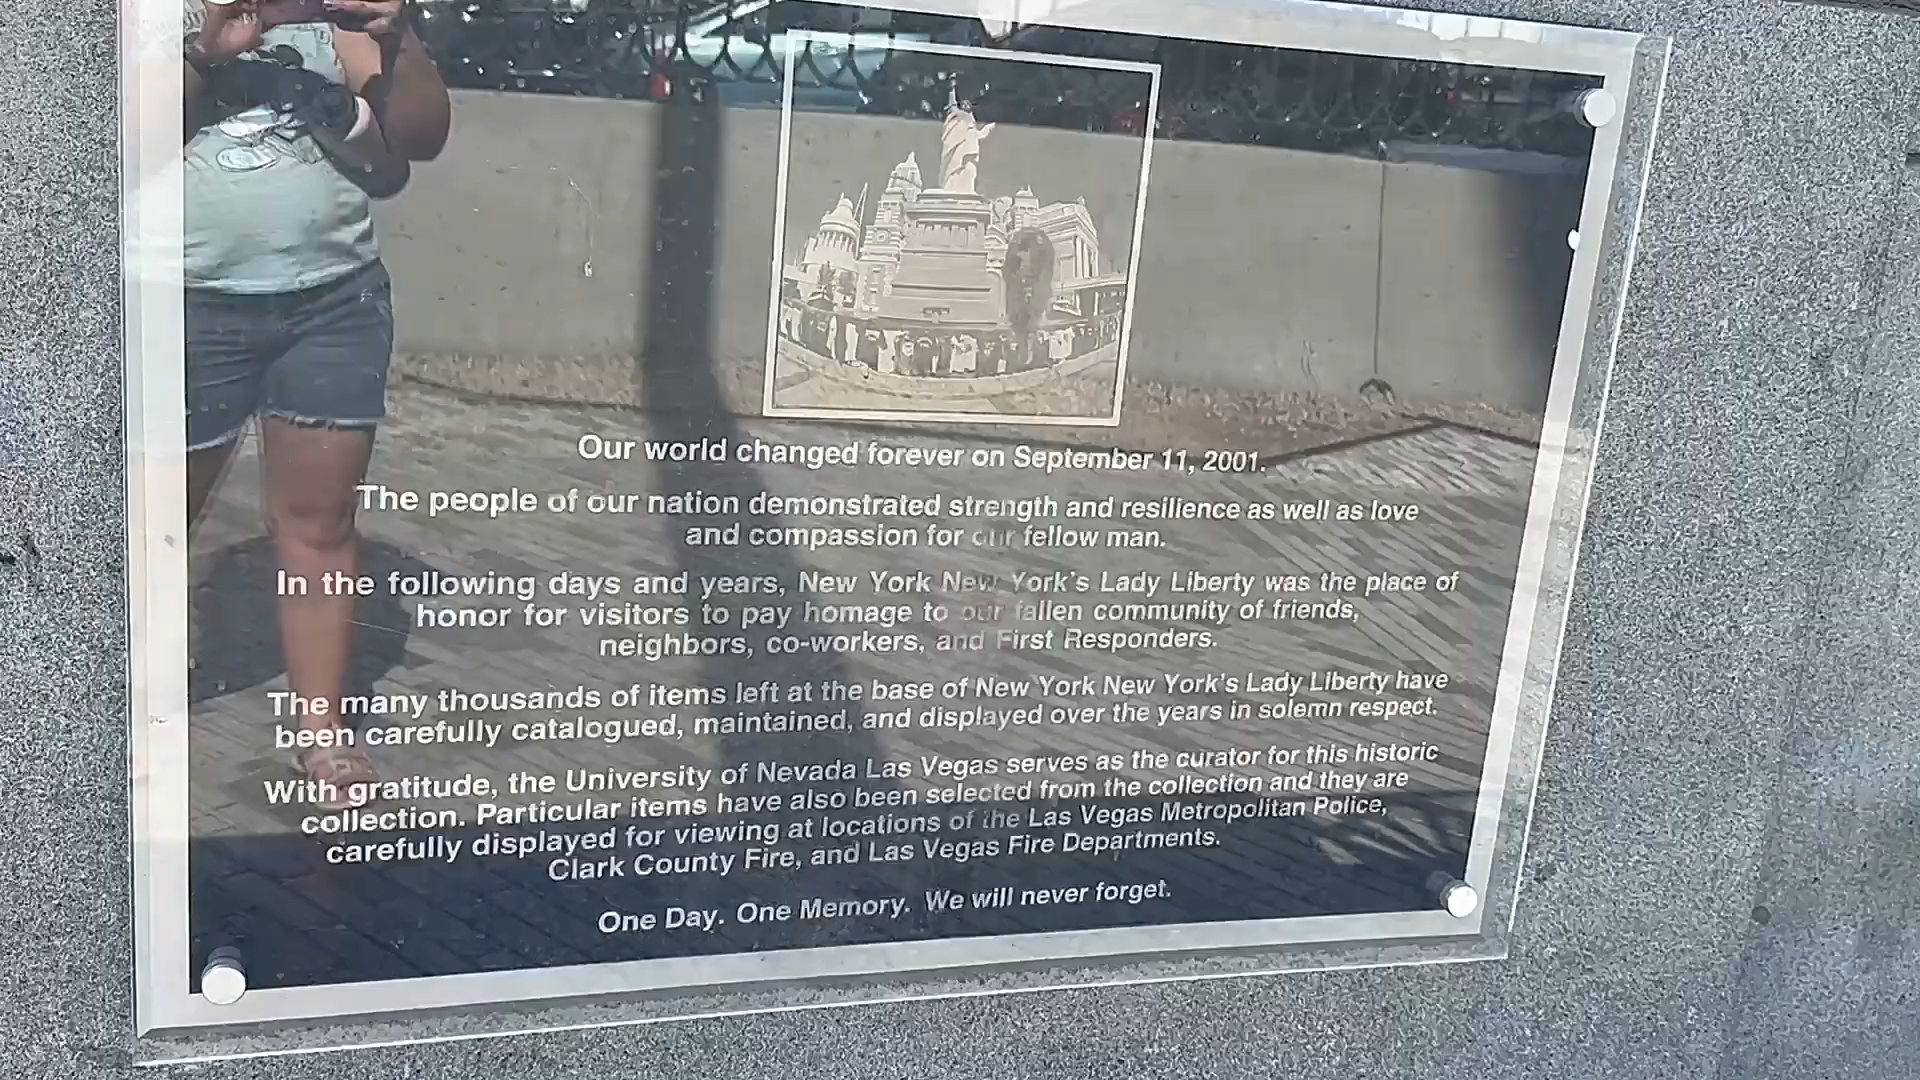 Our world changed forever on September 11, 2001.
The people of our nation demonstrated strength and resilience as well as love
and compassion for our fellow man.
In the following days and years, New York New York's Lady Liberty was the place of
honor for visitors to pay homage to our fallen community of friends,
neighbors, co-workers, and First Responders.
The many thousands of items left at the base of New York New York's Lady Liberty have
been carefully catalogued, maintained, and displayed over the years in solemn respect.
With gratitude, the University of Nevada Las Vegas serves as the curator for this historic
collection. Particular items have also been selected from the collection and they are
carefully displayed for viewing at locations of the Las Vegas Metropolitan Police,
Clark County Fire, and Las Vegas Fire Departments.
One Day. One Memory. We will never forget.